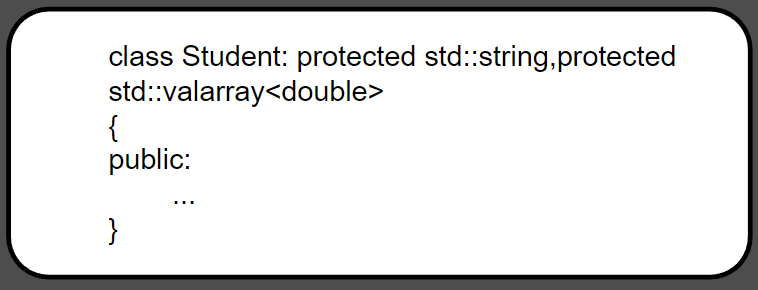 class Student: protected std::string,protected
std::valarray<double>
{
public:
...
}